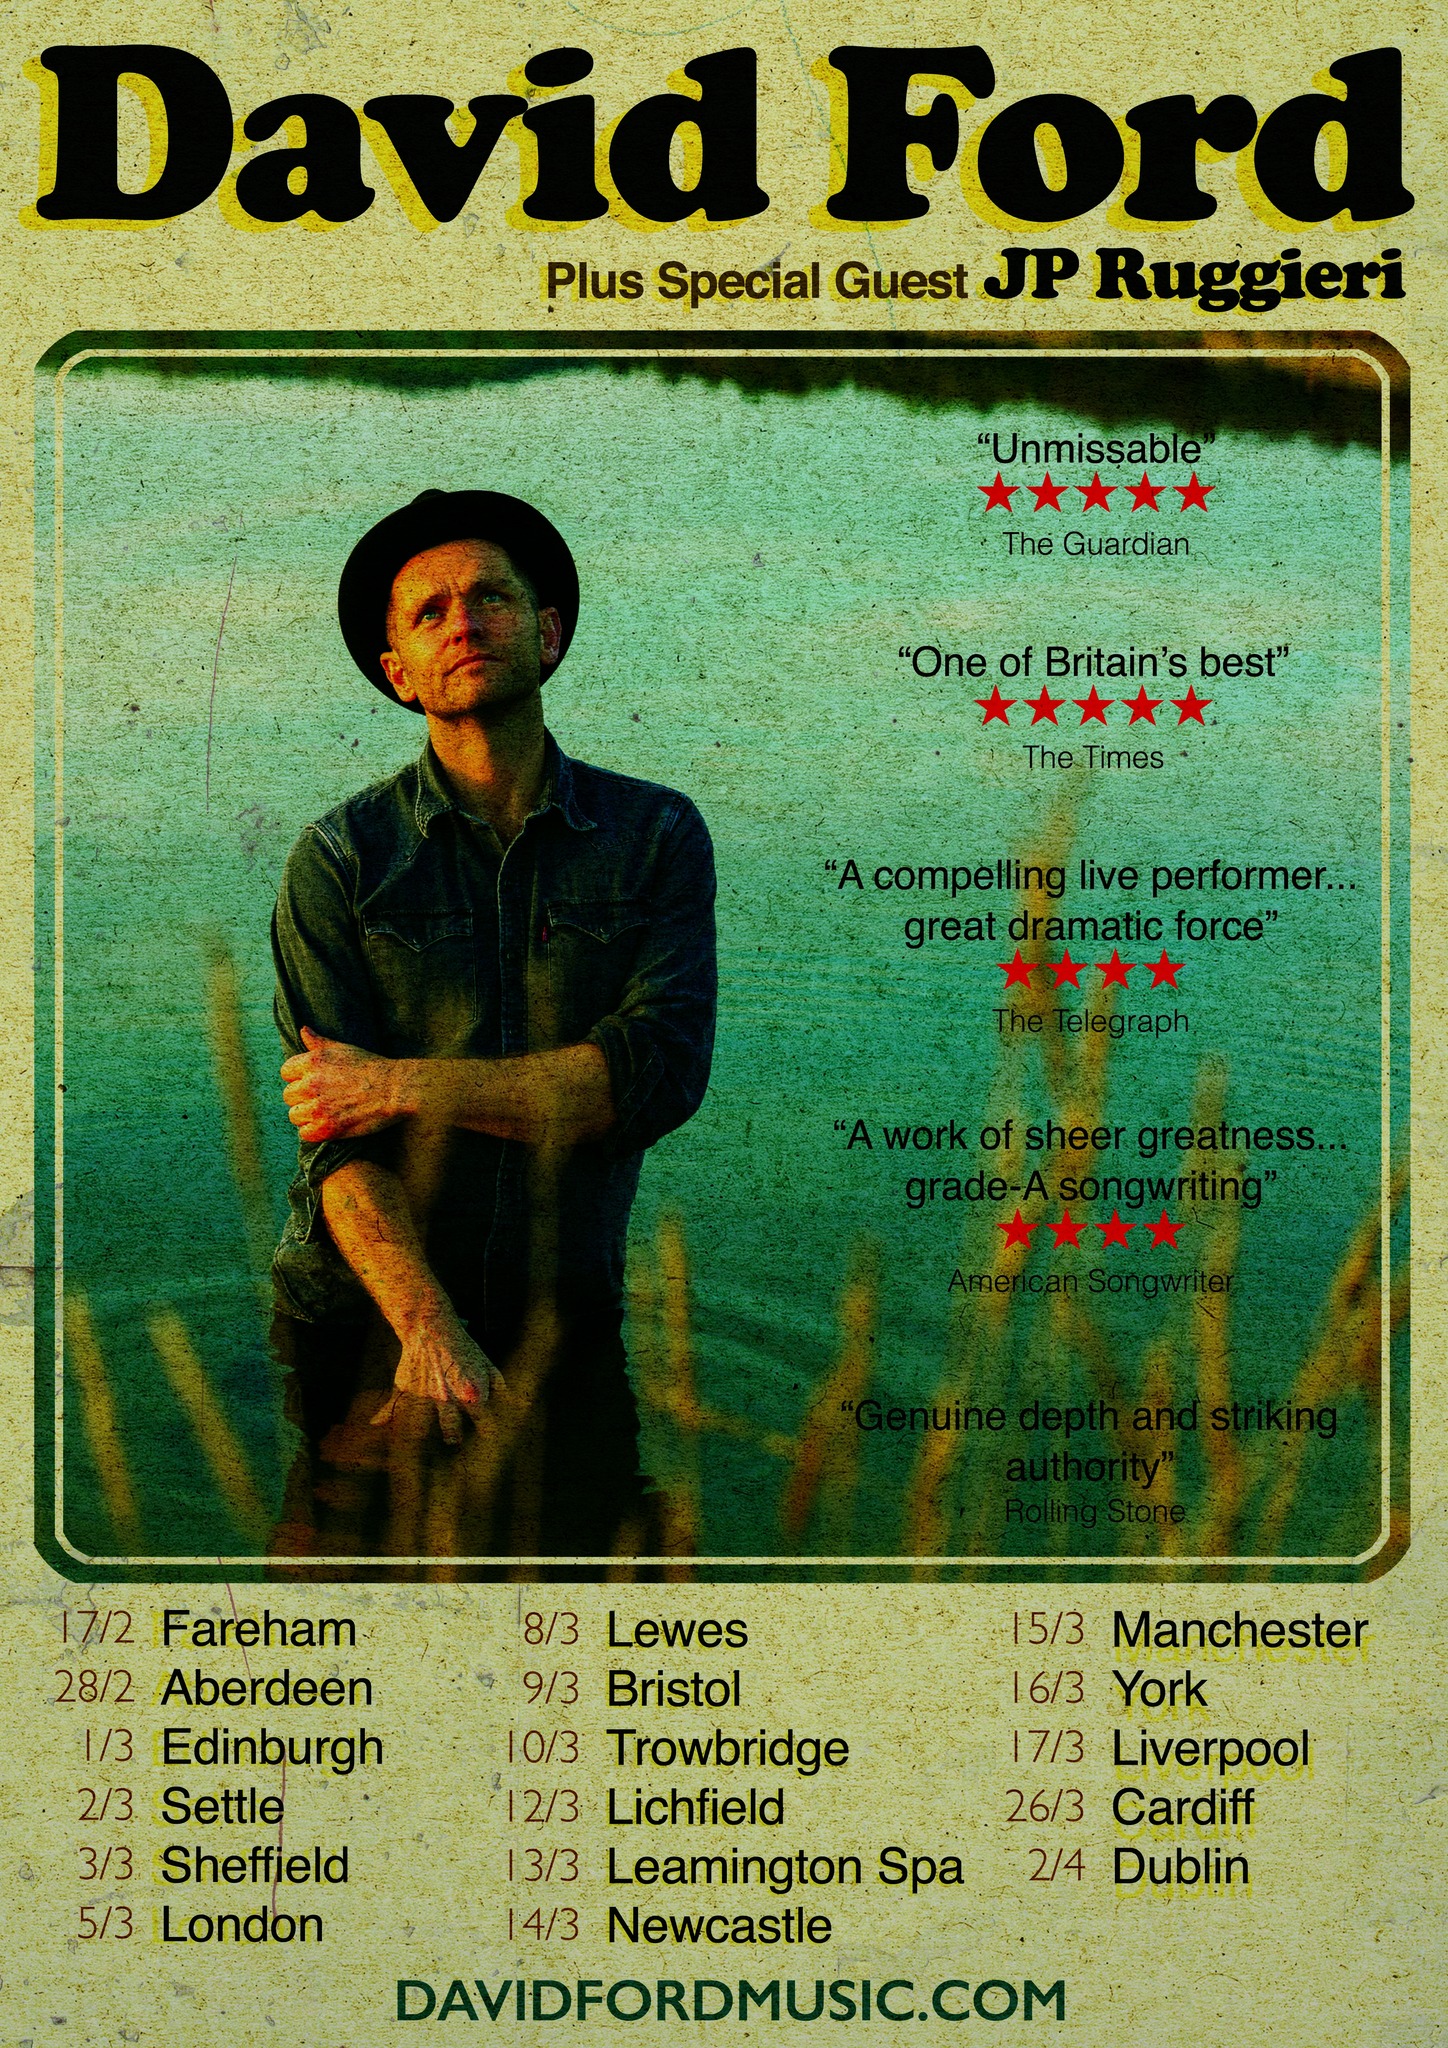 David Ford
Plus Special Guest JP Ruggieri
“Unmissable”
★★★★★
The Guardian
“One of Britain’s best”
★★★★★
The Times
“A compelling live performer...
great dramatic force”
★★★★
The Telegraph
“A work of sheer greatness...
grade-A songwriting”
★★★★
American Songwriter
“Genuine depth and striking
authority”
Rolling Stone
17/2 Fareham
28/2 Aberdeen
1/3 Edinburgh
2/3 Settle
3/3 Sheffield
5/3 London
8/3 Lewes
9/3 Bristol
10/3 Trowbridge
12/3 Lichfield
13/3 Leamington Spa
14/3 Newcastle
15/3 Manchester
16/3 York
17/3 Liverpool
26/3 Cardiff
2/4 Dublin
DAVIDFORDMUSIC.COM